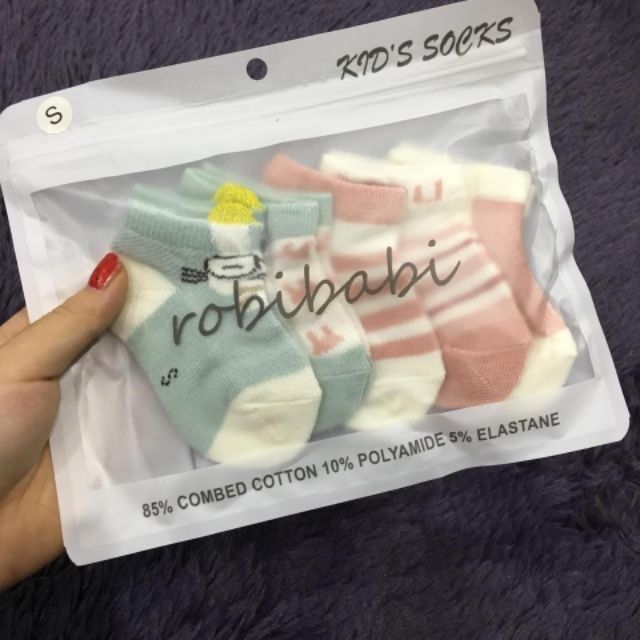 KID'S SOCKS
S
robibabi
85% COMBED COTTON 10% POLYAMIDE 5% ELASTANE